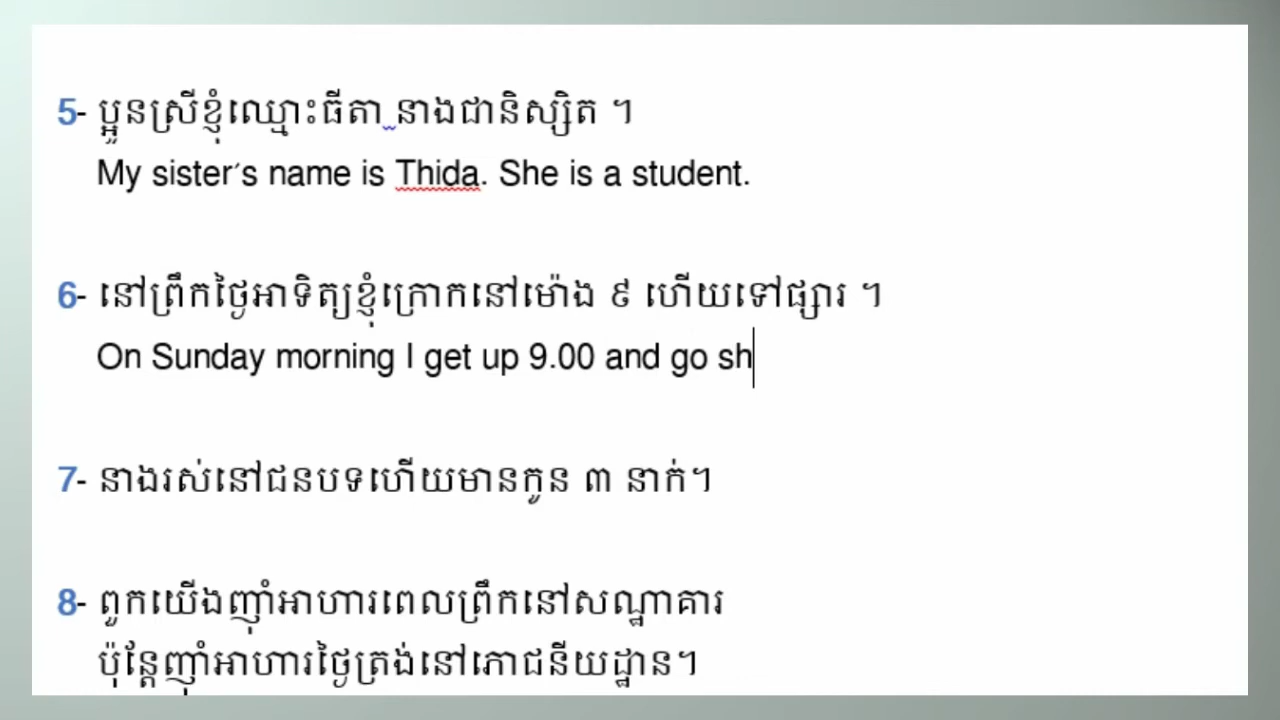 5- ប្អូនស្រីខ្ញុំឈ្មោះធីតា នាងជានិស្សិត ។
My sister´s name is Thida. She is a student.
6- នៅព្រឹកថ្ងៃអាទិត្យខ្ញុំក្រោកនៅម៉ោង ៩ ហើយទៅផ្សារ ។
On Sunday morning I get up 9.00 and go sh
7- នាងរស់នៅជនបទហើយមានកូន ៣ នាក់។
8- ពួកយើងញ៉ាំអាហារពេលព្រឹកនៅសណ្ឋាគារ
ប៉ុន្តែញ៉ាំអាហារថ្ងៃត្រង់នៅភោជនីយដ្ឋាន។